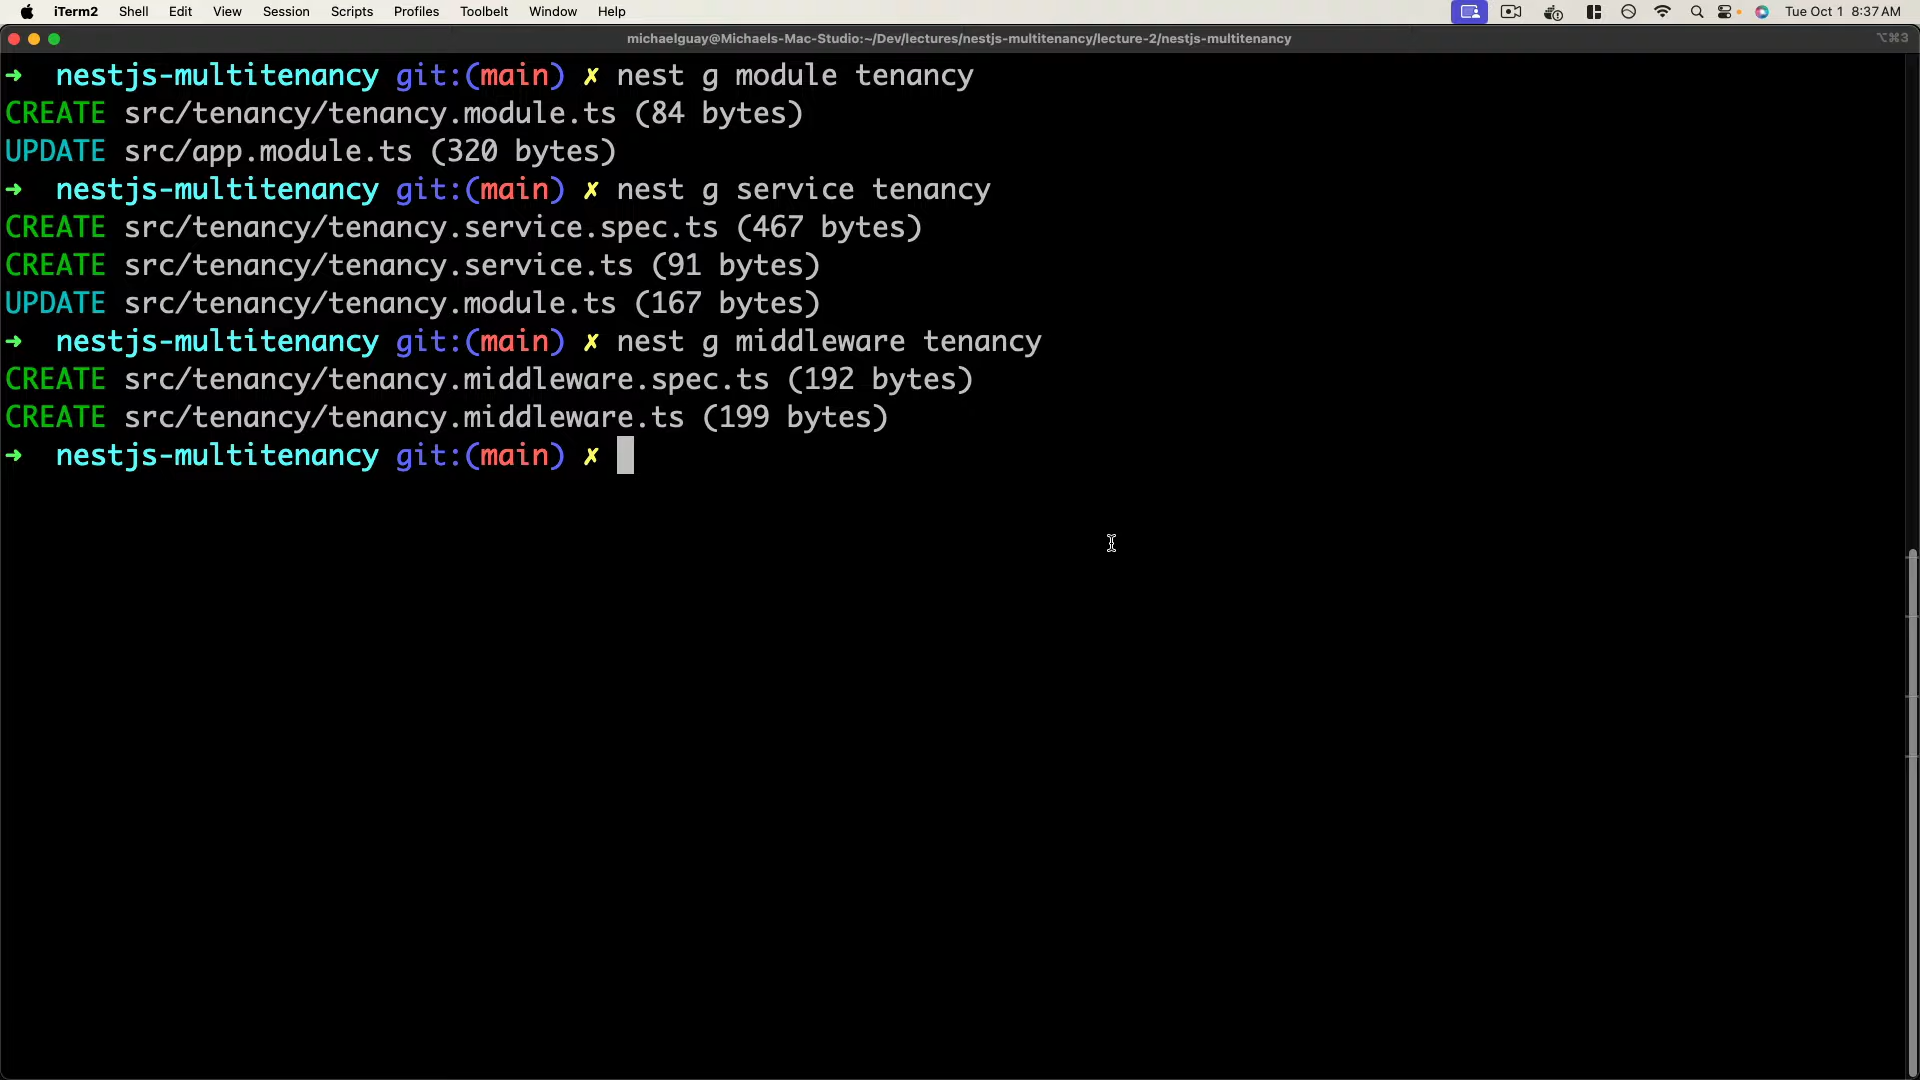 iTerm2 Shell Edit View Session Scripts Profiles Toolbelt Window Help Tue Oct 1 8:37 AM
michaelguay@Michaels-Mac-Studio:~/Dev/lectures/nestjs-multitenancy/lecture-2/nestjs-multitenancy ⌥⌘3
➜ nestjs-multitenancy git:(main) ✗ nest g module tenancy
CREATE src/tenancy/tenancy.module.ts (84 bytes)
UPDATE src/app.module.ts (320 bytes)
➜ nestjs-multitenancy git:(main) ✗ nest g service tenancy
CREATE src/tenancy/tenancy.service.spec.ts (467 bytes)
CREATE src/tenancy/tenancy.service.ts (91 bytes)
UPDATE src/tenancy/tenancy.module.ts (167 bytes)
➜ nestjs-multitenancy git:(main) ✗ nest g middleware tenancy
CREATE src/tenancy/tenancy.middleware.spec.ts (192 bytes)
CREATE src/tenancy/tenancy.middleware.ts (199 bytes)
➜ nestjs-multitenancy git:(main) ✗